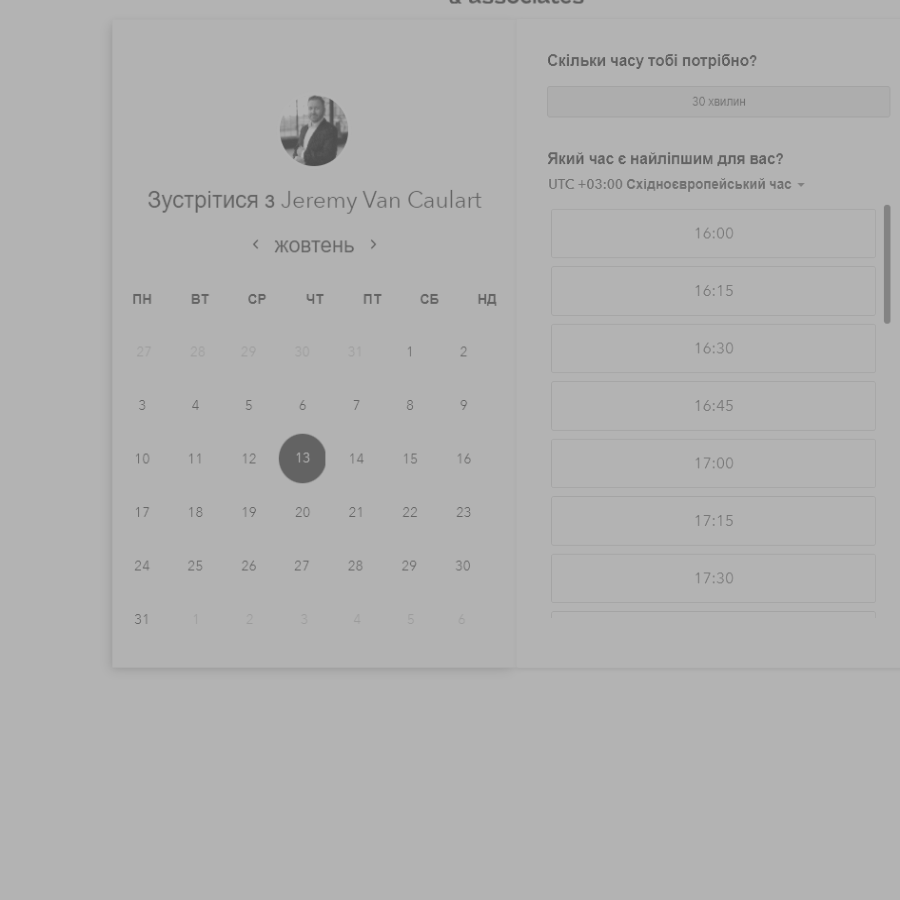 & associates
Зустрітися з Jeremy Van Caulart
‹ жовтень ›
ПН ВТ СР ЧТ ПТ СБ НД
27 28 29 30 31 1 2
3 4 5 6 7 8 9
10 11 12 13 14 15 16
17 18 19 20 21 22 23
24 25 26 27 28 29 30
31 1 2 3 4 5 6
Скільки часу тобі потрібно?
30 хвилин
Який час є найліпшим для вас?
UTC +03:00 Східноєвропейський час
16:00
16:15
16:30
16:45
17:00
17:15
17:30